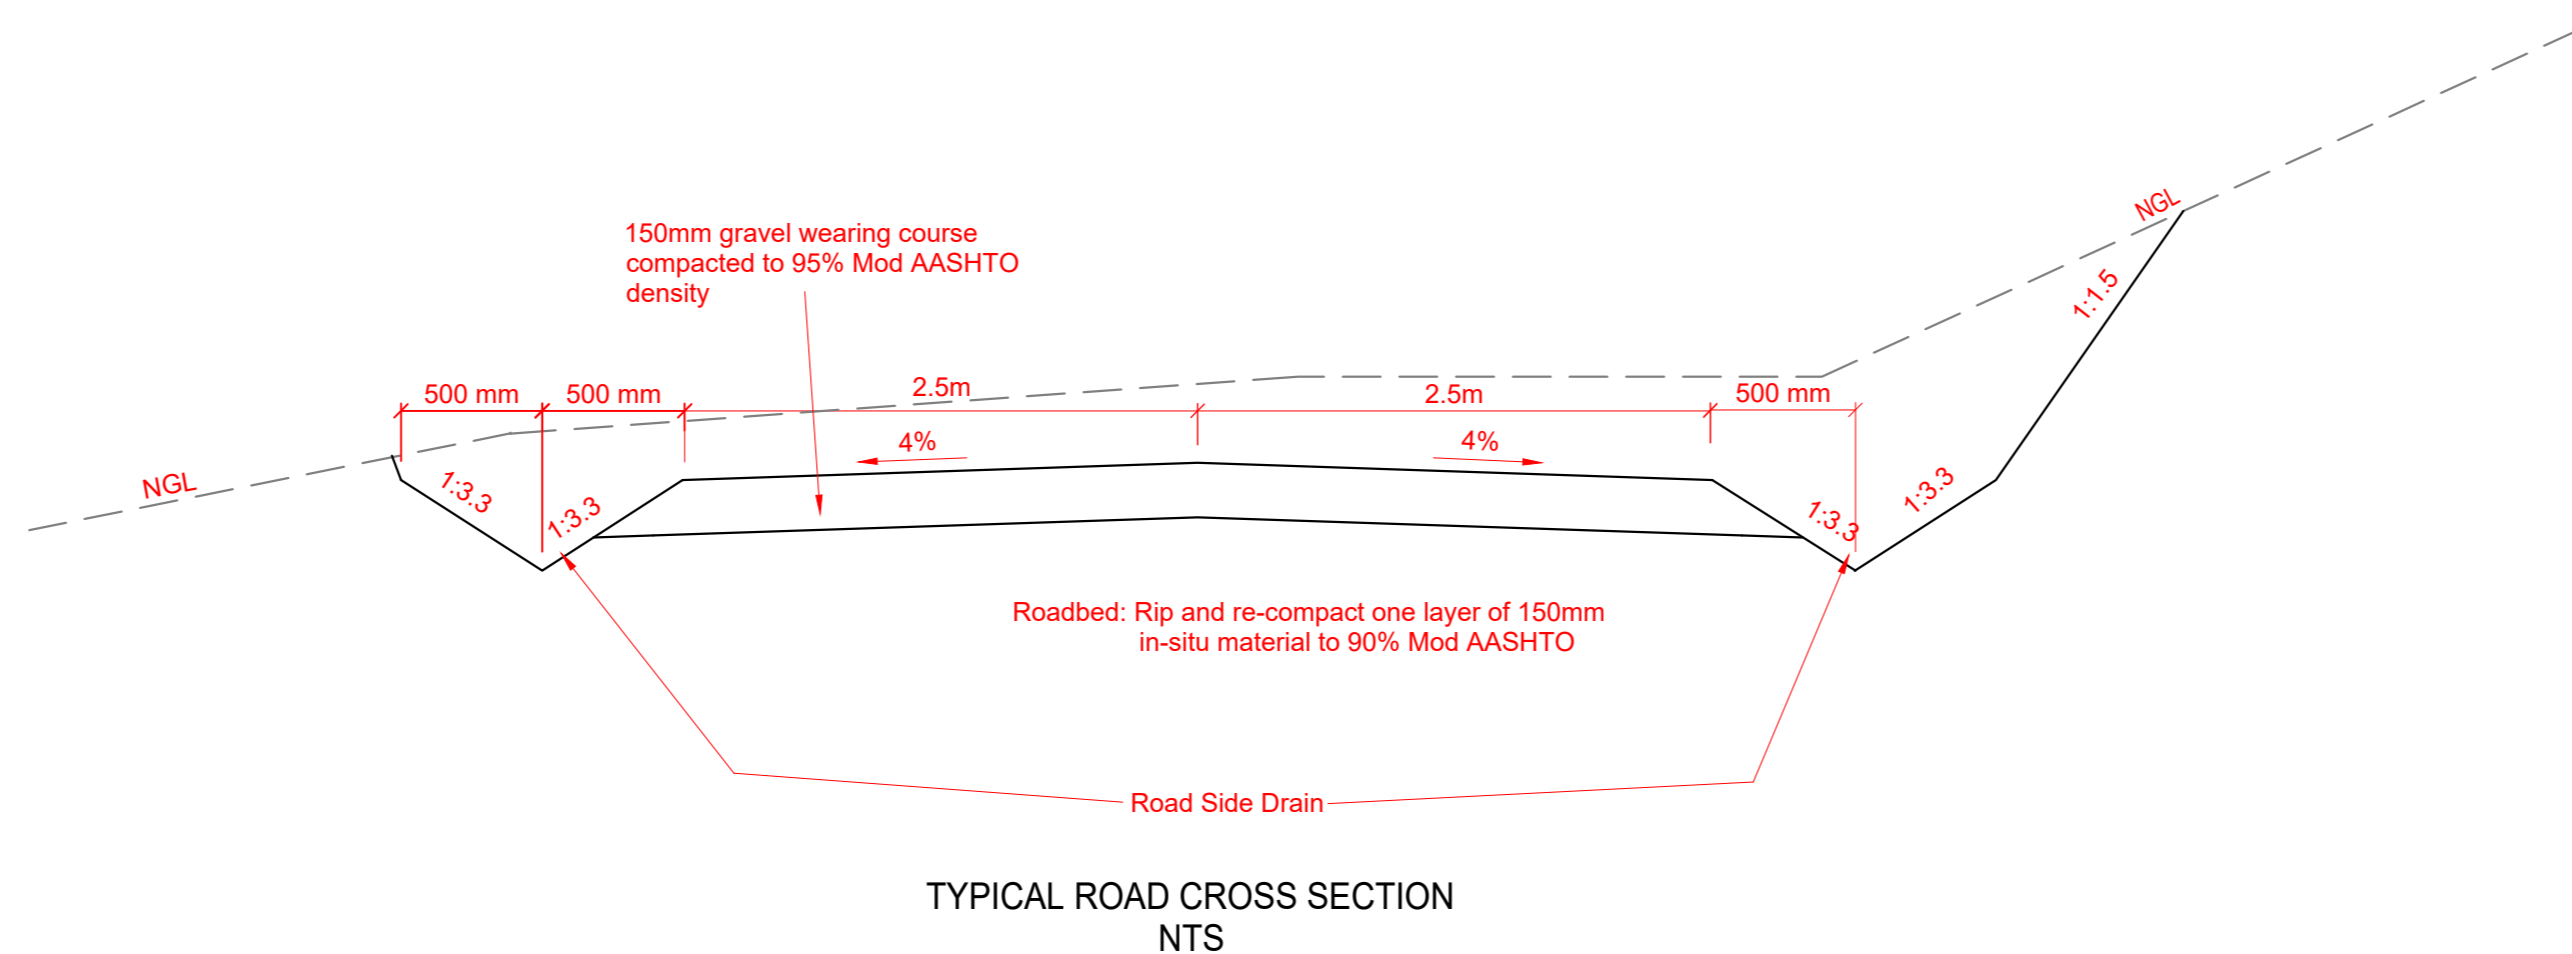 NGL
150mm gravel wearing course
compacted to 95% Mod AASHTO
density
1:1.5
500 mm
500 mm
2.5m
2.5m
500 mm
4%
4%
NGL
1:3.3
1:3.3
1:3.3
1:3.3
Roadbed: Rip and re-compact one layer of 150mm
in-situ material to 90% Mod AASHTO
Road Side Drain
TYPICAL ROAD CROSS SECTION
NTS